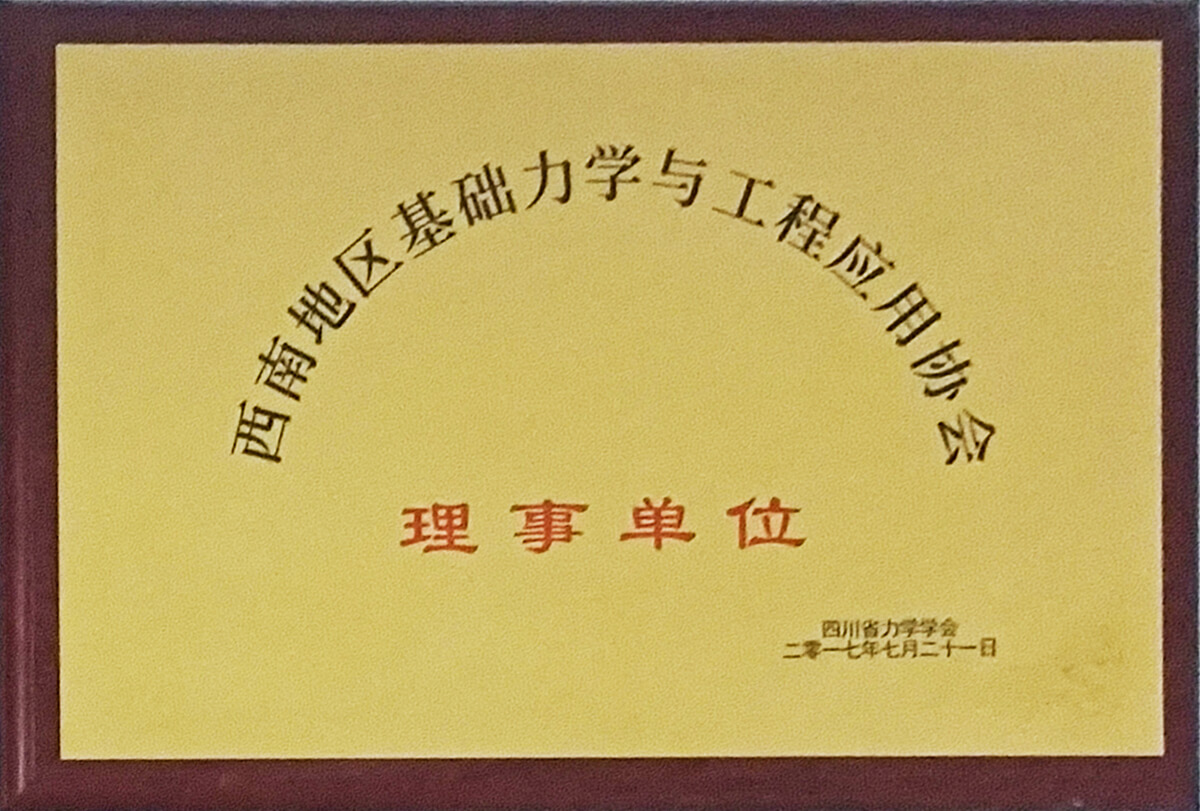 西南地区基础力学与工程应用协会
理事单位
四川省力学学会
二零一七年七月二十一日